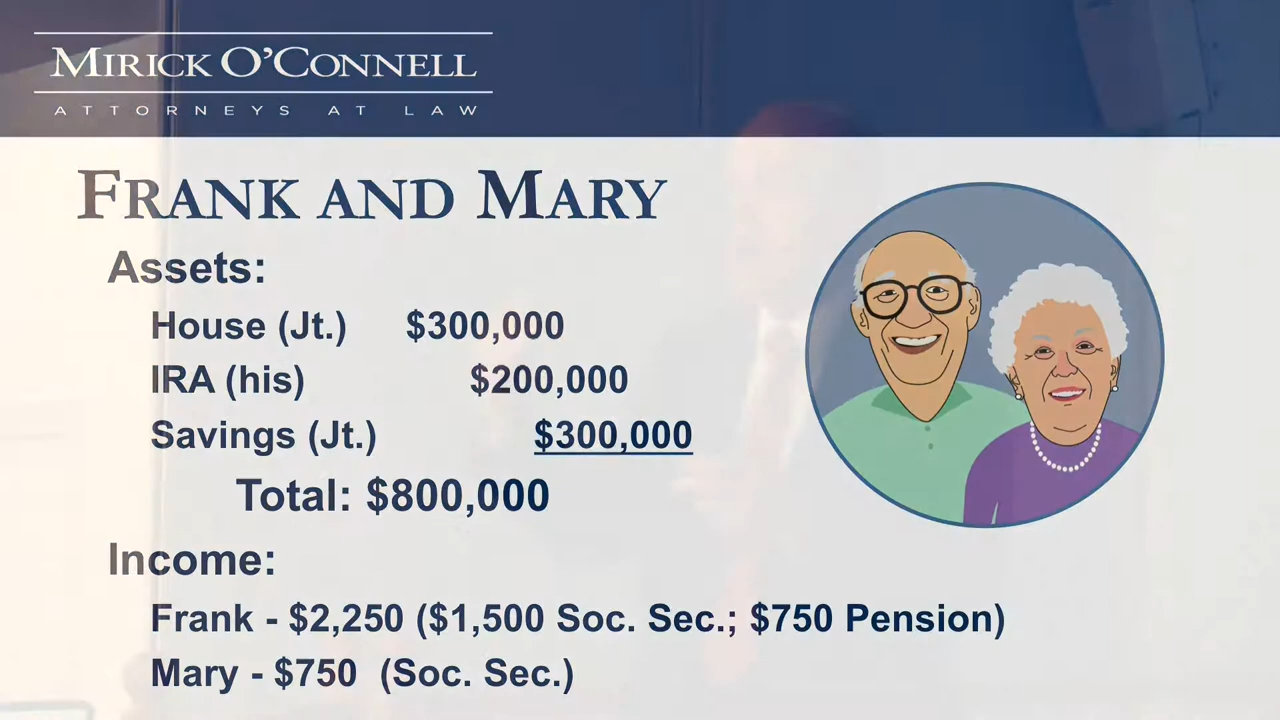 MIRICK O'CONNELL
ATTORNEYS AT LAW
FRANK AND MARY
Assets:
House (Jt.) $300,000
IRA (his) $200,000
Savings (Jt.) $300,000
Total: $800,000
Income:
Frank - $2,250 ($1,500 Soc. Sec.; $750 Pension)
Mary - $750 (Soc. Sec.)